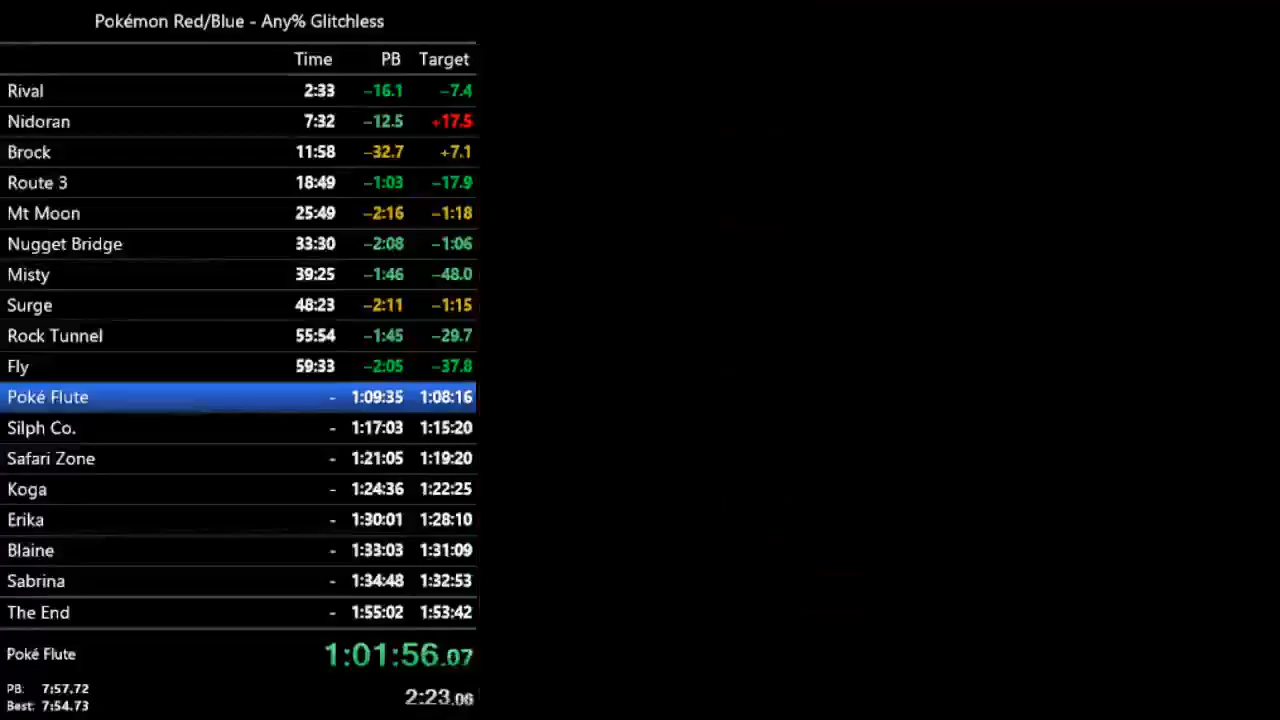 Pokémon Red/Blue - Any% Glitchless
Time PB Target
Rival 2:33 −16.1 −7.4
Nidoran 7:32 −12.5 +17.5
Brock 11:58 −32.7 +7.1
Route 3 18:49 −1:03 −17.9
Mt Moon 25:49 −2:16 −1:18
Nugget Bridge 33:30 −2:08 −1:06
Misty 39:25 −1:46 −48.0
Surge 48:23 −2:11 −1:15
Rock Tunnel 55:54 −1:45 −29.7
Fly 59:33 −2:05 −37.8
Poké Flute - 1:09:35 1:08:16
Silph Co. - 1:17:03 1:15:20
Safari Zone - 1:21:05 1:19:20
Koga - 1:24:36 1:22:25
Erika - 1:30:01 1:28:10
Blaine - 1:33:03 1:31:09
Sabrina - 1:34:48 1:32:53
The End - 1:55:02 1:53:42
Poké Flute 1:01:56.07
PB: 7:57.72
Best: 7:54.73 2:23.06